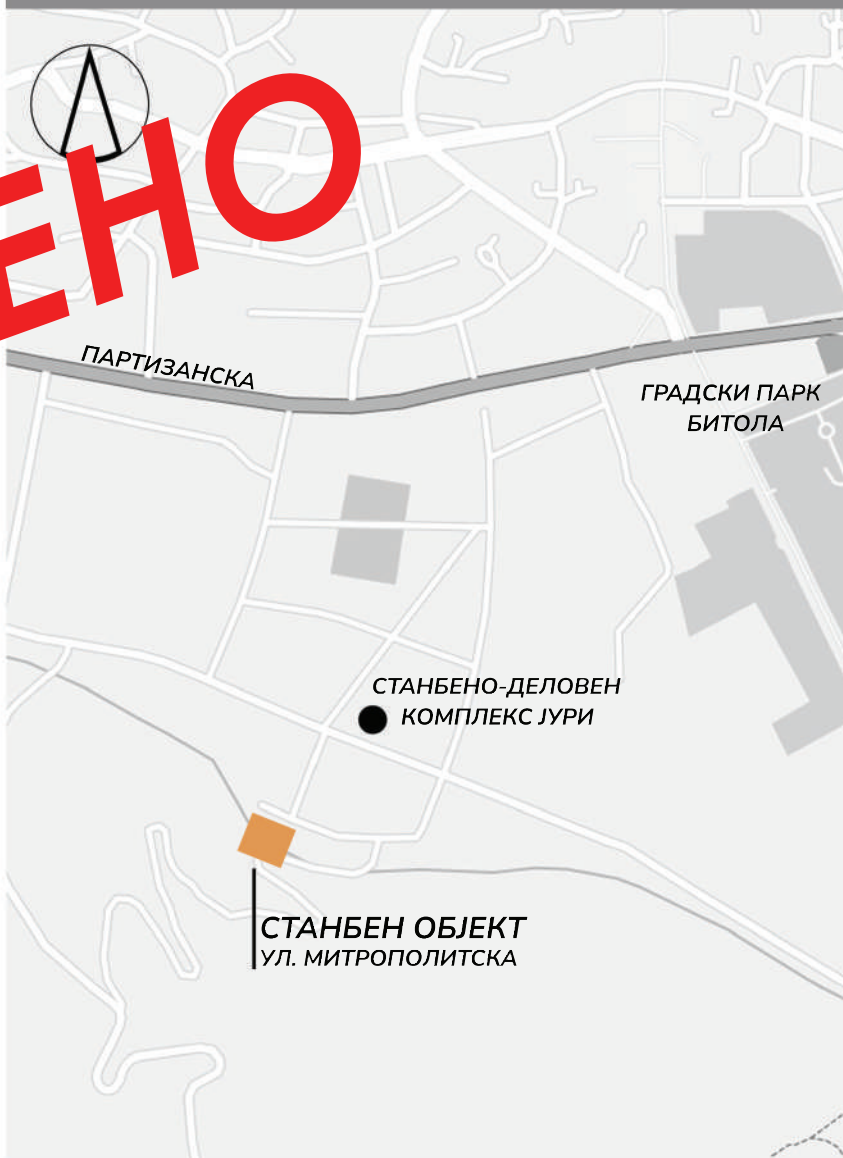 ЕНО
ПАРТИЗАНСКА
ГРАДСКИ ПАРК
БИТОЛА
СТАНБЕНО-ДЕЛОВЕН
КОМПЛЕКС ЈУРИ
СТАНБЕН ОБЈЕКТ
УЛ. МИТРОПОЛИТСКА